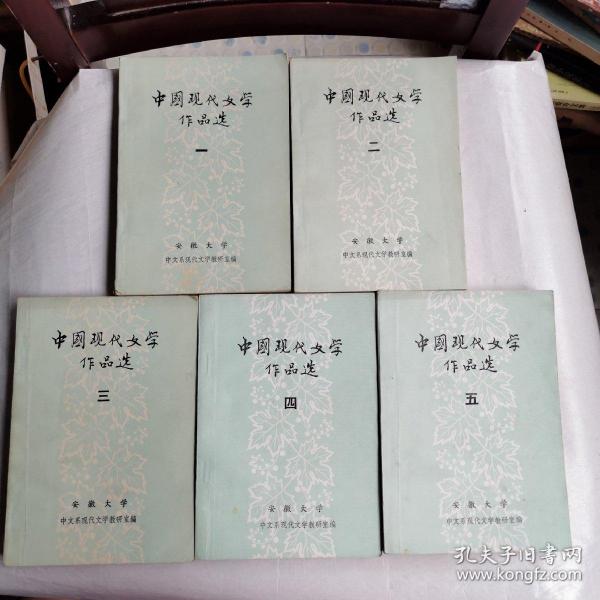 中國现代文学
作品选
一
安徽大学
中文系现代文学教研室编
中國现代文学
作品选
二
安徽大学
中文系现代文学教研室编
中國现代文学
作品选
三
安徽大学
中文系现代文学教研室编
中國现代文学
作品选
四
安徽大学
中文系现代文学教研室编
中國现代文学
作品选
五
安徽大学
中文系现代文学教研室编
孔夫子旧书网
www.kongfz.com